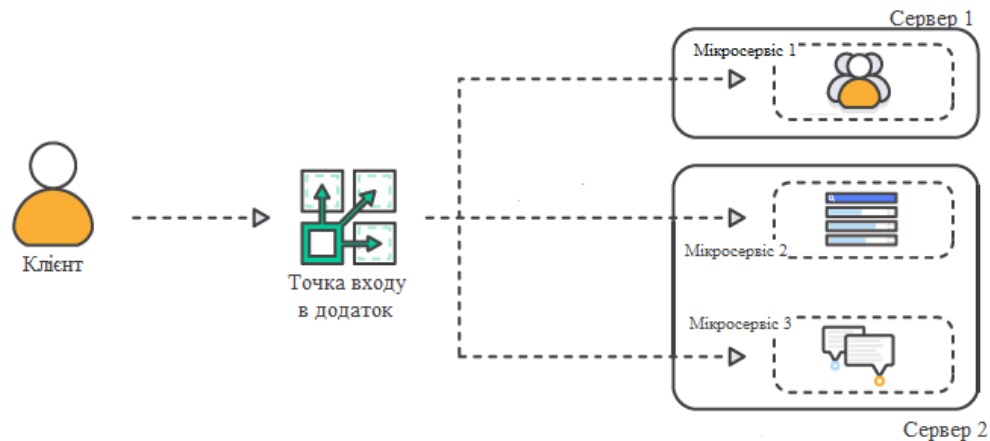 Сервер 1
Мікросервіс 1
Клієнт
Точка входу
в додаток
Мікросервіс 2
Мікросервіс 3
Сервер 2